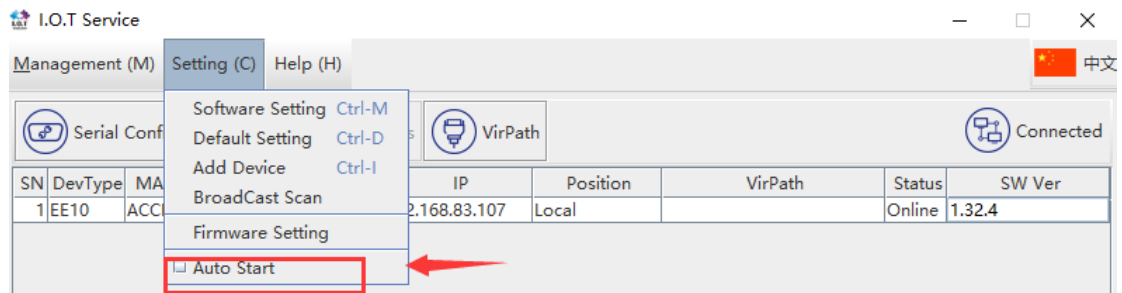 I.O.T Service
Management (M) Setting (C) Help (H) 中文
Software Setting Ctrl-M
Default Setting Ctrl-D
Add Device Ctrl-I
BroadCast Scan
Firmware Setting
Auto Start
Serial Conf VirPath Connected
SN DevType MA IP Position VirPath Status SW Ver
1 EE10 ACC 2.168.83.107 Local Online 1.32.4